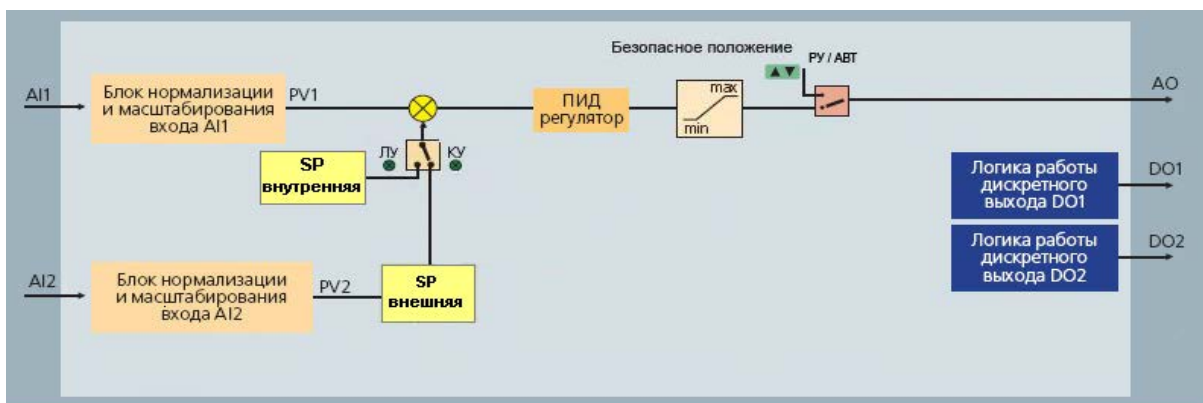 Безопасное положение
РУ / АВТ
AI1
Блок нормализации
и масштабирования
входа AI1
PV1
ПИД
регулятор
max
min
AO
ЛУ
КУ
SP
внутренняя
Логика работы
дискретного
выхода DO1
DO1
Логика работы
дискретного
выхода DO2
DO2
AI2
Блок нормализации
и масштабирования
входа AI2
PV2
SP
внешняя